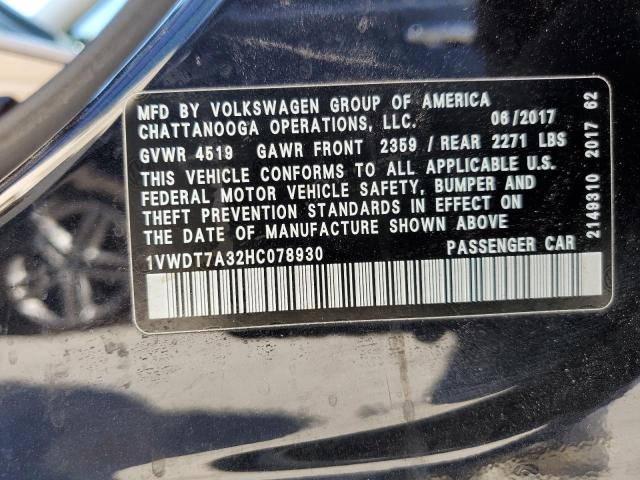 MFD BY VOLKSWAGEN GROUP OF AMERICA
CHATTANOOGA OPERATIONS, LLC. 06/2017
GVWR 4519 GAWR FRONT 2359 / REAR 2271 LBS
THIS VEHICLE CONFORMS TO ALL APPLICABLE U.S.
FEDERAL MOTOR VEHICLE SAFETY, BUMPER AND
THEFT PREVENTION STANDARDS IN EFFECT ON
THE DATE OF MANUFACTURE SHOWN ABOVE
1VWDT7A32HC078930 PASSENGER CAR
2149310 2017 62